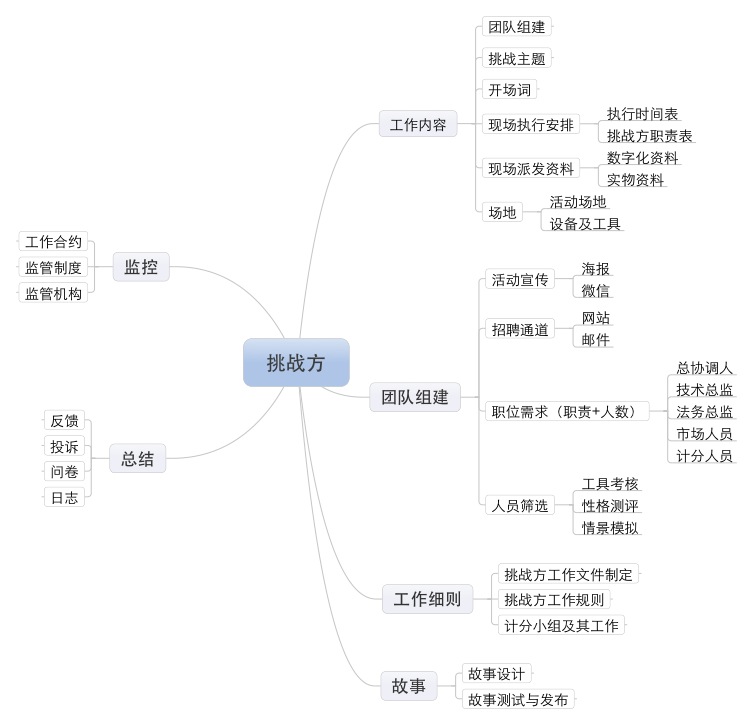 挑战方
工作内容
团队组建
挑战主题
开场词
现场执行安排
执行时间表
挑战方职责表
现场派发资料
数字化资料
实物资料
场地
活动场地
设备及工具
团队组建
活动宣传
海报
微信
招聘通道
网站
邮件
职位需求（职责+人数）
总协调人
技术总监
法务总监
市场人员
计分人员
人员筛选
工具考核
性格测评
情景模拟
工作细则
挑战方工作文件制定
挑战方工作规则
计分小组及其工作
故事
故事设计
故事测试与发布
监控
工作合约
监管制度
监管机构
总结
反馈
投诉
问卷
日志